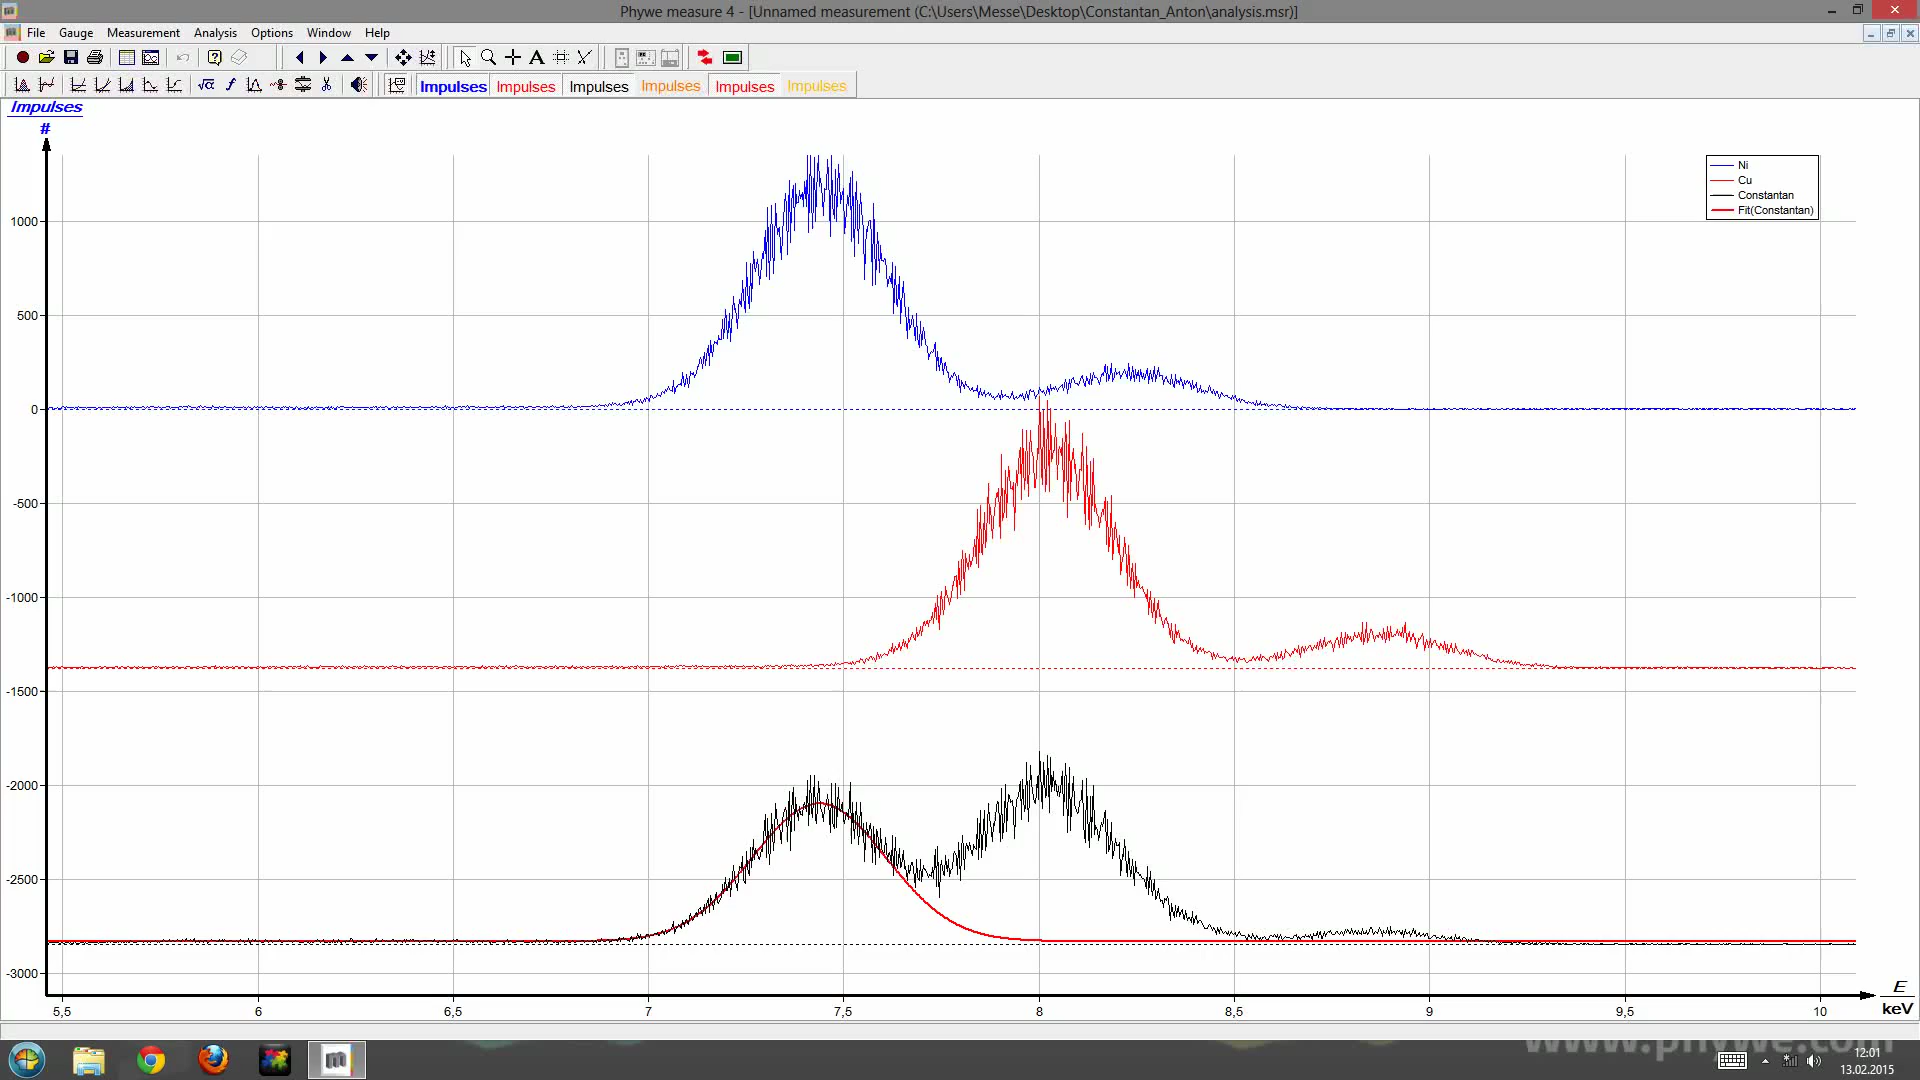 Phywe measure 4 - [Unnamed measurement (C:\Users\Messe\Desktop\Constantan_Anton\analysis.msr)]
File Gauge Measurement Analysis Options Window Help
Impulses Impulses Impulses Impulses Impulses Impulses
Impulses
#
Ni
Cu
Constantan
Fit(Constantan)
1000
500
0
-500
-1000
-1500
-2000
-2500
-3000
5,5 6 6,5 7 7,5 8 8,5 9 9,5 10
E
keV
www.phywe.com
12:01
13.02.2015